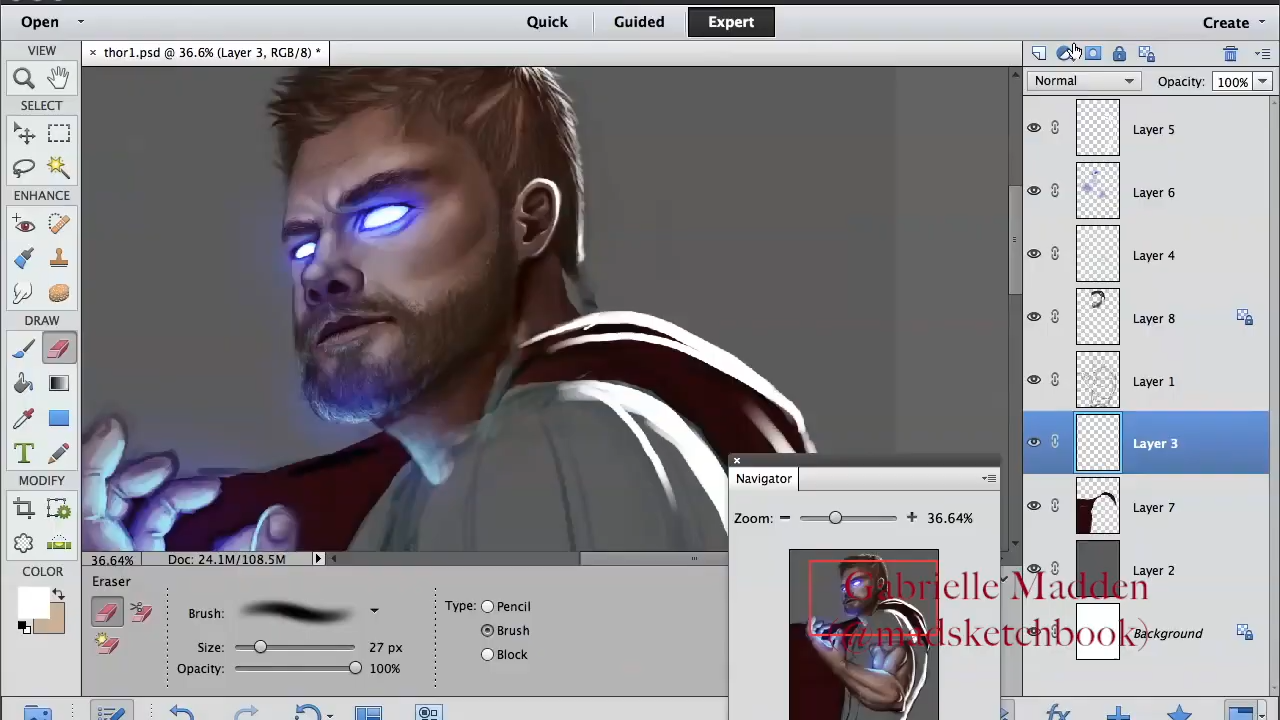 Open
Quick
Guided
Expert
Create
VIEW
× thor1.psd @ 36.6% (Layer 3, RGB/8) *
SELECT
ENHANCE
DRAW
MODIFY
COLOR
Normal
Opacity: 100%
Layer 5
Layer 6
Layer 4
Layer 8
Layer 1
Layer 3
Layer 7
Layer 2
Background
Navigator
Zoom: 36.64%
36.64%
Doc: 24.1M/108.5M
Eraser
Brush:
Size: 27 px
Opacity: 100%
Type: Pencil
Brush
Block
Gabrielle Madden
(@madsketchbook)